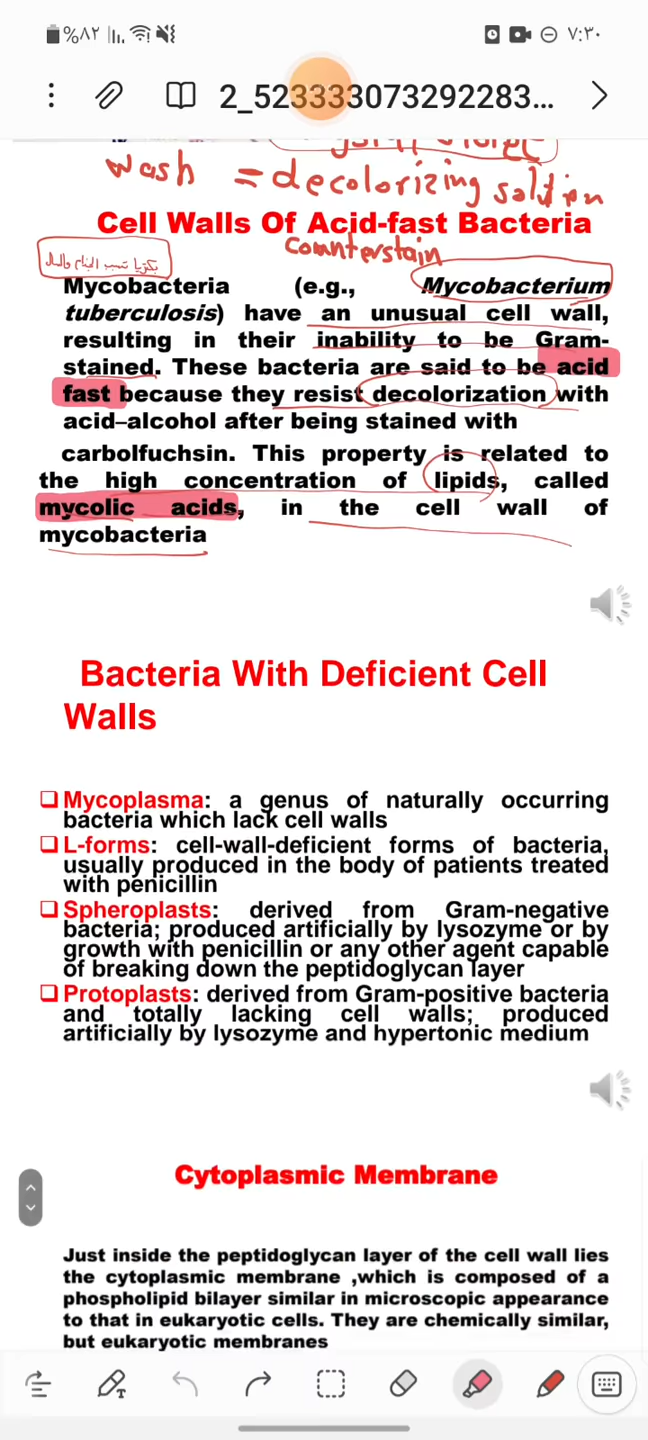 %٨٢
٧:٣٠
2_523333073292283...
wash = decolorizing solution
Cell Walls Of Acid-fast Bacteria
counterstain
بكتريا تسبب الجذام والسل
Mycobacteria (e.g., Mycobacterium
tuberculosis) have an unusual cell wall,
resulting in their inability to be Gram-
stained. These bacteria are said to be acid
fast because they resist decolorization with
acid–alcohol after being stained with
carbolfuchsin. This property is related to
the high concentration of lipids, called
mycolic acids, in the cell wall of
mycobacteria
Bacteria With Deficient Cell
Walls
Mycoplasma: a genus of naturally occurring
bacteria which lack cell walls
L-forms: cell-wall-deficient forms of bacteria,
usually produced in the body of patients treated
with penicillin
Spheroplasts: derived from Gram-negative
bacteria; produced artificially by lysozyme or by
growth with penicillin or any other agent capable
of breaking down the peptidoglycan layer
Protoplasts: derived from Gram-positive bacteria
and totally lacking cell walls; produced
artificially by lysozyme and hypertonic medium
Cytoplasmic Membrane
Just inside the peptidoglycan layer of the cell wall lies
the cytoplasmic membrane ,which is composed of a
phospholipid bilayer similar in microscopic appearance
to that in eukaryotic cells. They are chemically similar,
but eukaryotic membranes